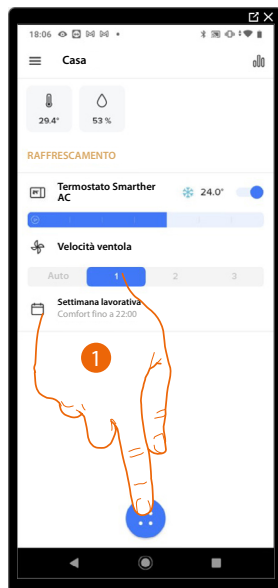 18:06
Casa
29.4°
53 %
RAFFRESCAMENTO
Termostato Smarther
AC
24.0°
Velocità ventola
Auto 1 2 3
Settimana lavorativa
Comfort fino a 22:00
1